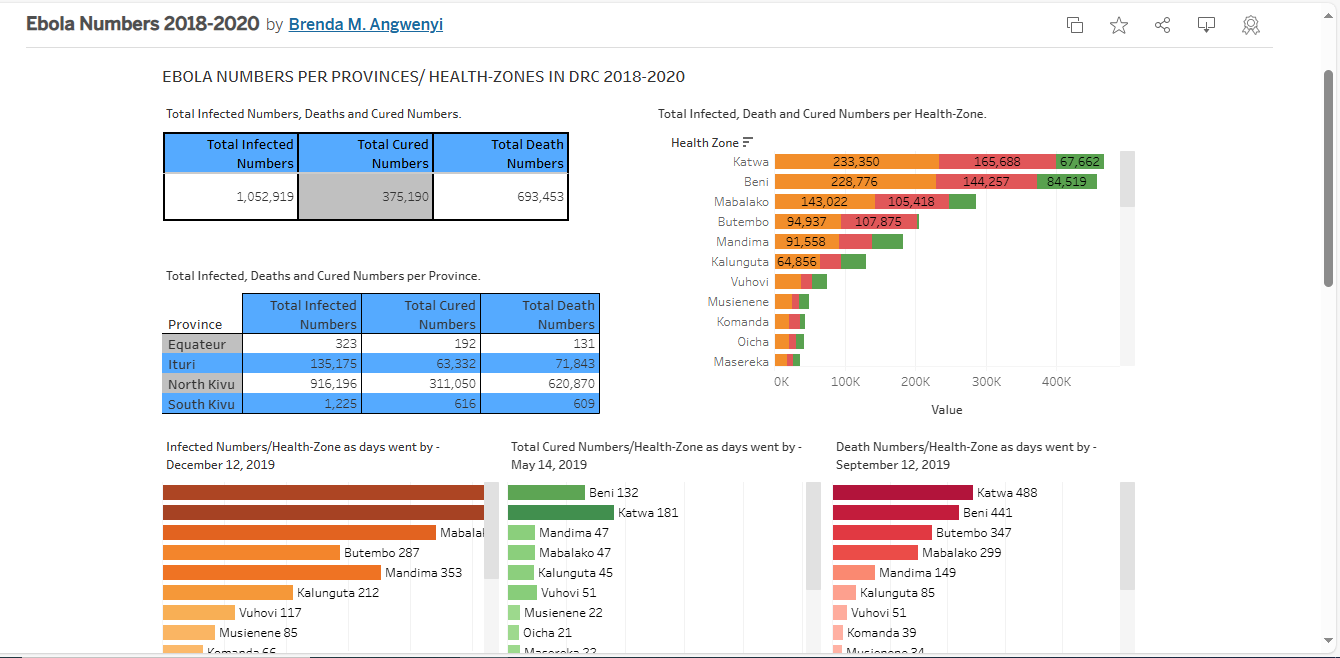 Ebola Numbers 2018-2020 by Brenda M. Angwenyi
EBOLA NUMBERS PER PROVINCES/ HEALTH-ZONES IN DRC 2018-2020
Total Infected Numbers, Deaths and Cured Numbers.
Total Infected Numbers
Total Cured Numbers
Total Death Numbers
1,052,919 375,190 693,453
Total Infected, Death and Cured Numbers per Health-Zone.
Health Zone
Katwa 233,350 165,688 67,662
Beni 228,776 144,257 84,519
Mabalako 143,022 105,418
Butembo 94,937 107,875
Mandima 91,558
Kalunguta 64,856
Vuhovi
Musienene
Komanda
Oicha
Masereka
0K 100K 200K 300K 400K
Value
Total Infected, Deaths and Cured Numbers per Province.
Province
Total Infected Numbers
Total Cured Numbers
Total Death Numbers
Equateur 323 192 131
Ituri 135,175 63,332 71,843
North Kivu 916,196 311,050 620,870
South Kivu 1,225 616 609
Infected Numbers/Health-Zone as days went by -
December 12, 2019
Butembo 287
Mandima 353
Kalunguta 212
Vuhovi 117
Musienene 85
Komanda 66
Total Cured Numbers/Health-Zone as days went by -
May 14, 2019
Beni 132
Katwa 181
Mandima 47
Mabalako 47
Kalunguta 45
Vuhovi 51
Musienene 22
Oicha 21
Masereka 22
Death Numbers/Health-Zone as days went by -
September 12, 2019
Katwa 488
Beni 441
Butembo 347
Mabalako 299
Mandima 149
Kalunguta 85
Vuhovi 51
Komanda 39
Musienene 34